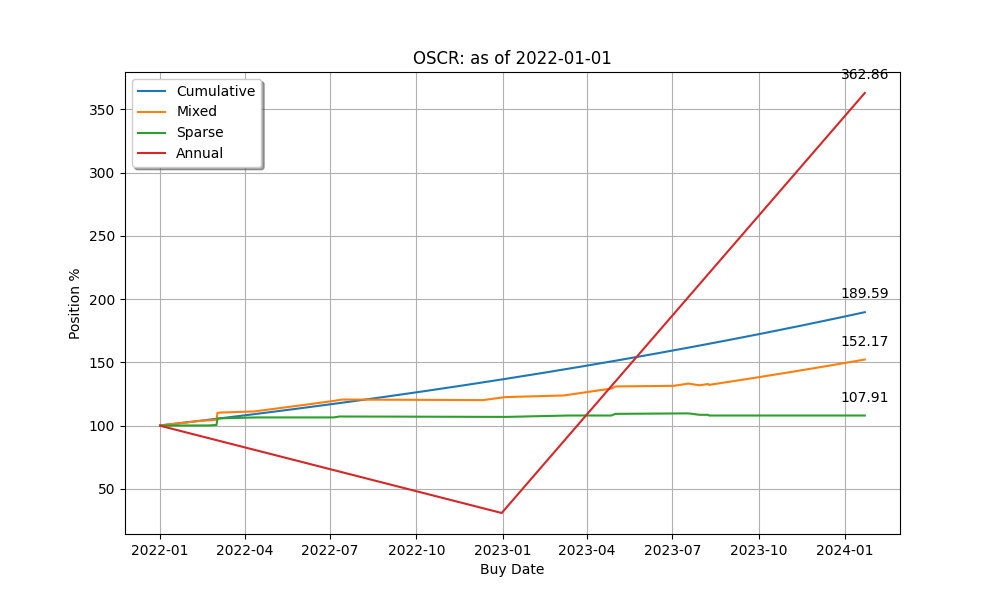 OSCR: as of 2022-01-01
362.86
Cumulative
Mixed
Sparse
Annual
189.59
152.17
107.91
350
300
250
200
150
100
50
Position %
2022-01
2022-04
2022-07
2022-10
2023-01
2023-04
2023-07
2023-10
2024-01
Buy Date